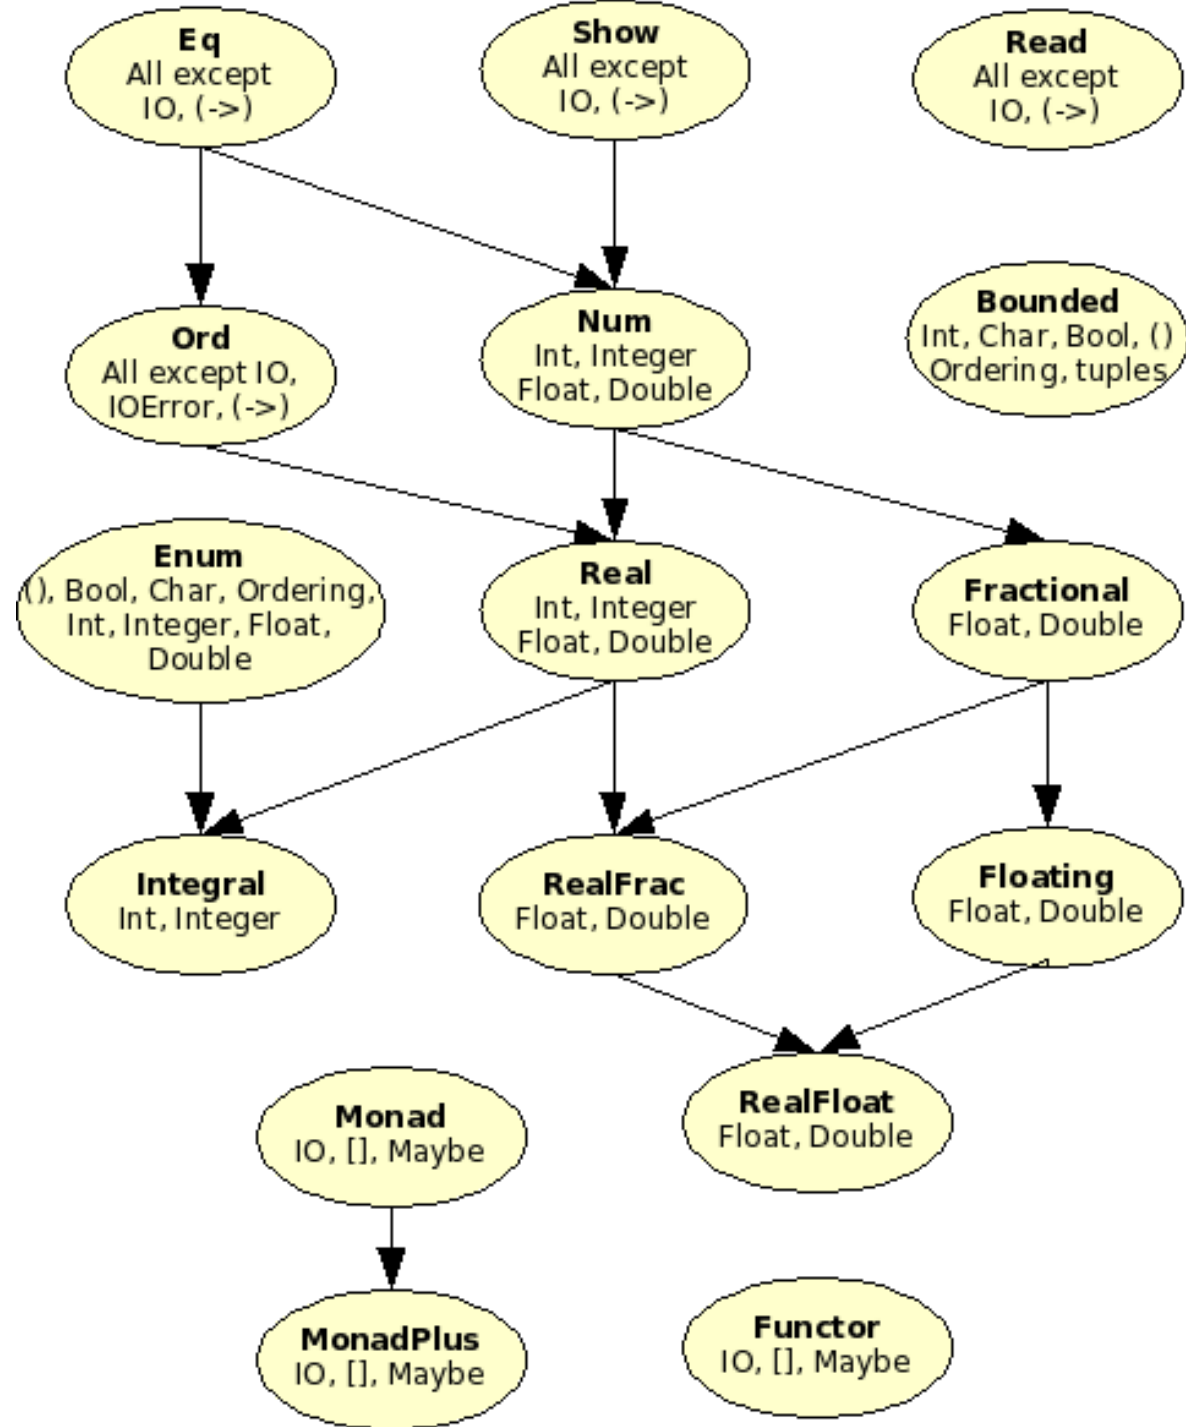 Eq
All except
IO, (->)
Show
All except
IO, (->)
Read
All except
IO, (->)
Ord
All except IO,
IOError, (->)
Num
Int, Integer
Float, Double
Bounded
Int, Char, Bool, ()
Ordering, tuples
Enum
(), Bool, Char, Ordering,
Int, Integer, Float,
Double
Real
Int, Integer
Float, Double
Fractional
Float, Double
Integral
Int, Integer
RealFrac
Float, Double
Floating
Float, Double
Monad
IO, [], Maybe
RealFloat
Float, Double
MonadPlus
IO, [], Maybe
Functor
IO, [], Maybe